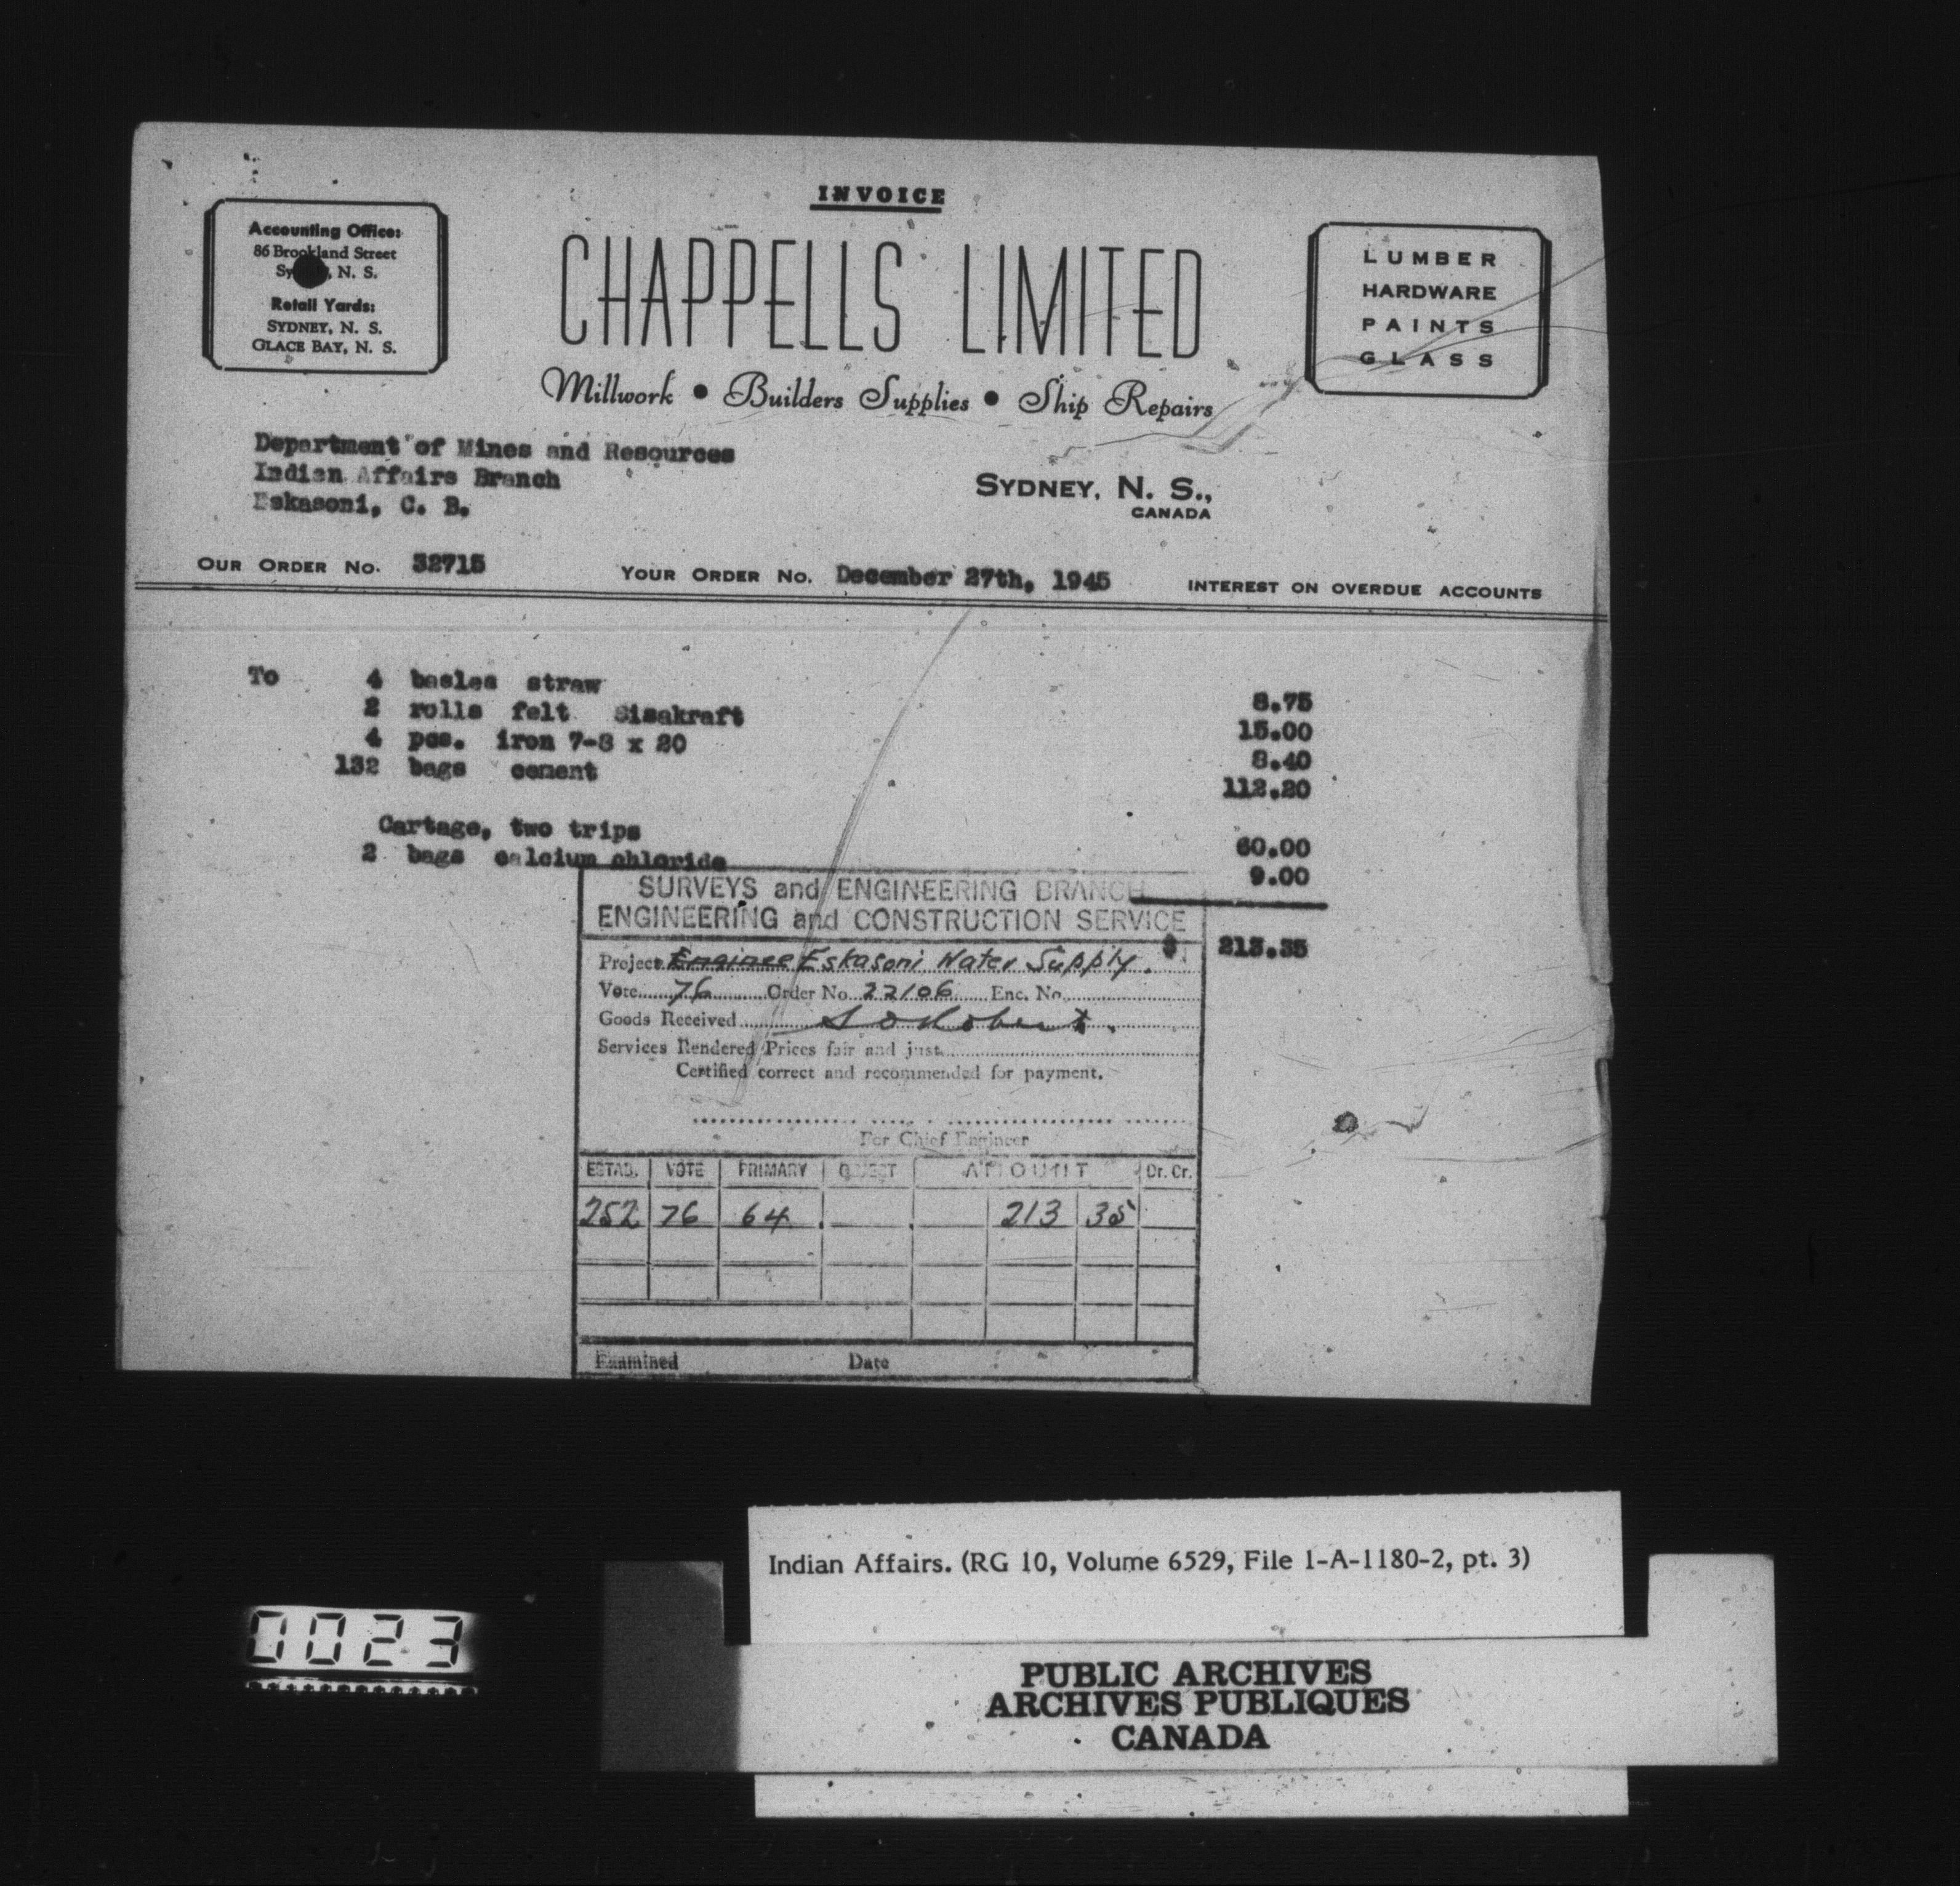 INVOICE
Accounting Office:
86 Brookland Street
Sy, N. S.
Retail Yards:
SYDNEY, N. S.
GLACE BAY, N. S.
CHAPPELLS LIMITED
Millwork • Builders Supplies • Ship Repairs
LUMBER
HARDWARE
PAINTS
GLASS
Department of Mines and Resources
Indian Affairs Branch
Eskasoni, C. B.
SYDNEY, N. S.,
CANADA
OUR ORDER NO. 32715 YOUR ORDER NO. December 27th, 1945 INTEREST ON OVERDUE ACCOUNTS
To 4 basles straw 8.75
2 rolls felt Sisakraft 15.00
4 pcs. iron 7-8 x 20 8.40
132 bags cement 112.20
Cartage, two trips 60.00
2 bags calcium chloride 9.00
$ 213.35
SURVEYS and ENGINEERING BRANCH
ENGINEERING and CONSTRUCTION SERVICE
Project Enginee Eskasoni Water Supply.
Vote 76 Order No. 22106 Enc. No.
Goods Received
Services Rendered Prices fair and just
Certified correct and recommended for payment.
For Chief Engineer
ESTAB. VOTE PRIMARY OBJECT AMOUNT Dr. Cr.
252 76 64 213 35
Examined Date
Indian Affairs. (RG 10, Volume 6529, File 1-A-1180-2, pt. 3)
0023
PUBLIC ARCHIVES
ARCHIVES PUBLIQUES
CANADA